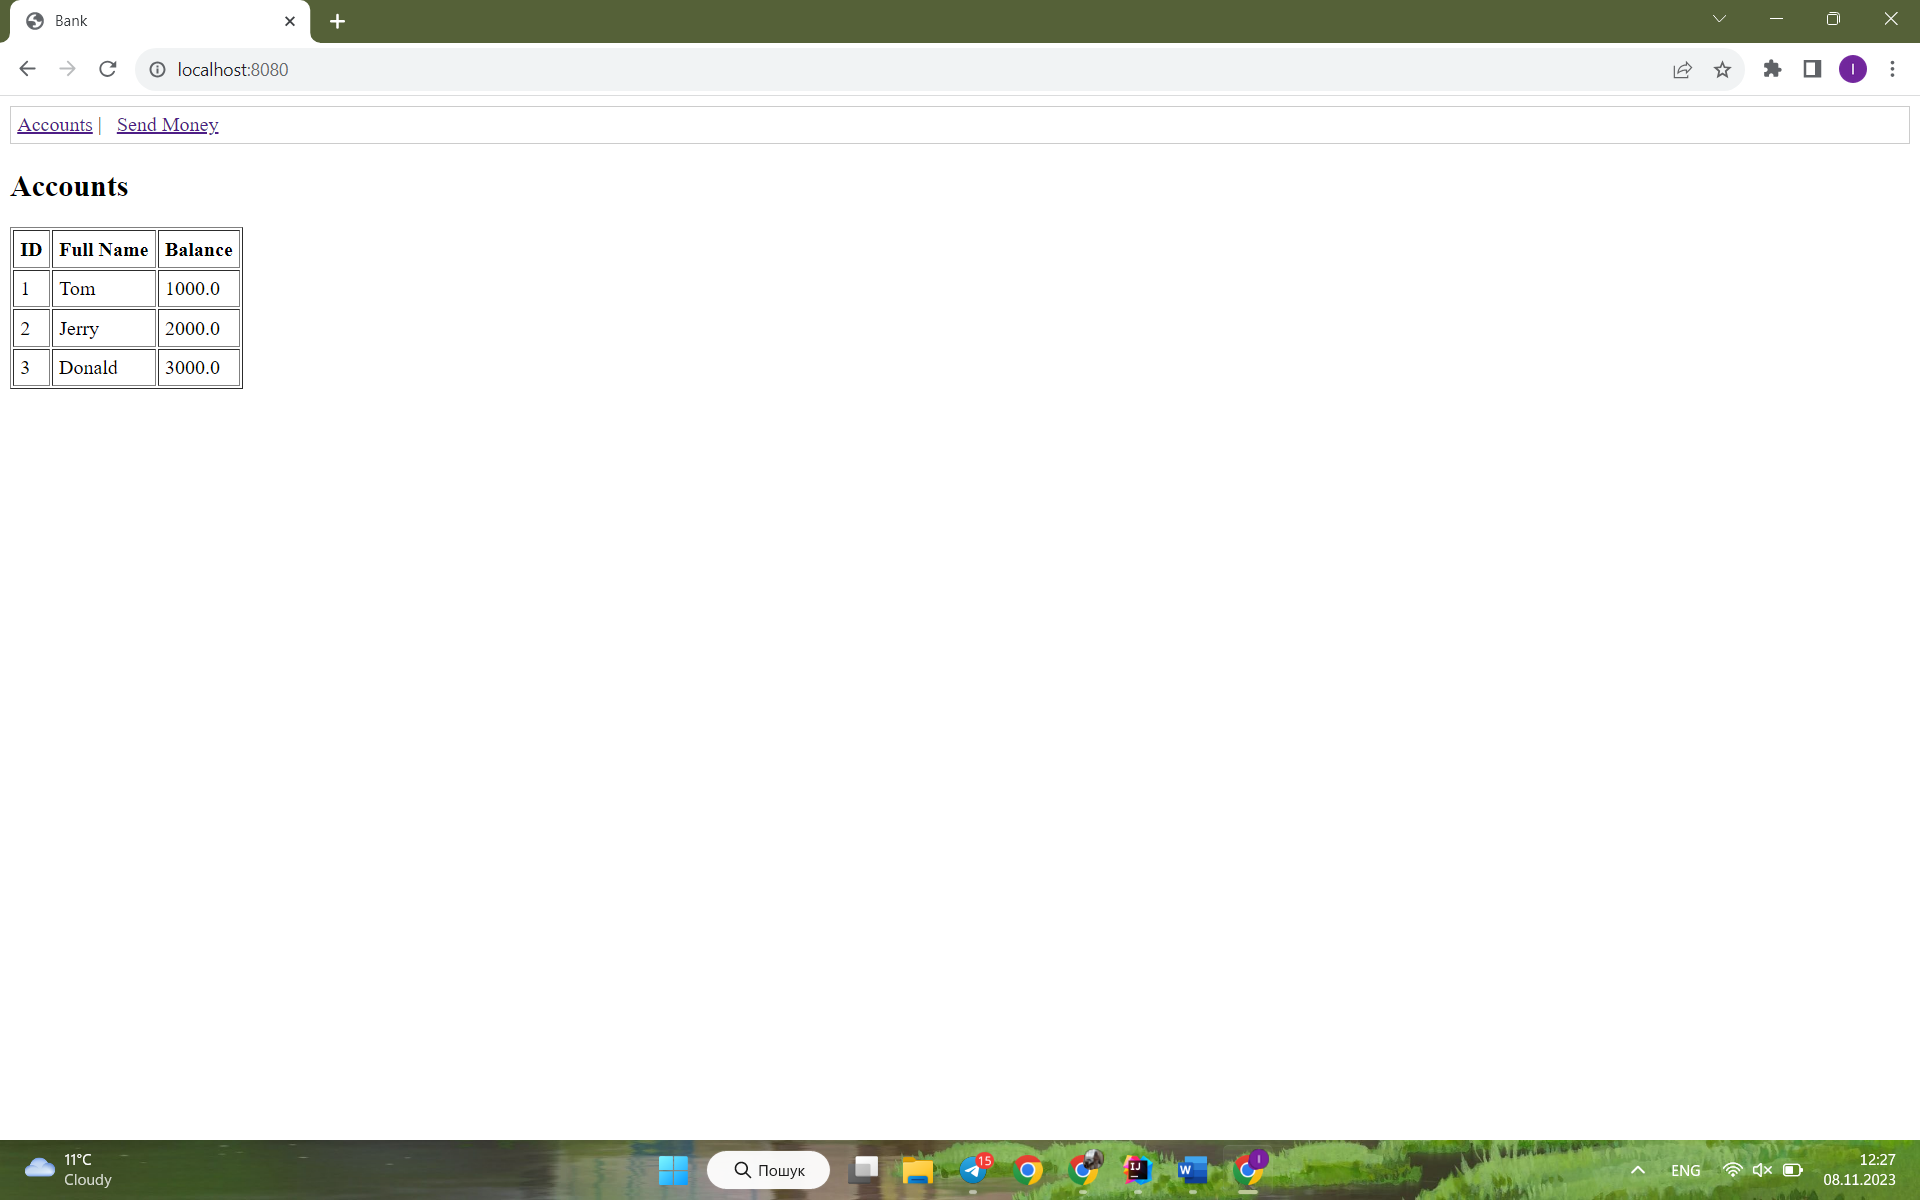 Bank
localhost:8080
Accounts | Send Money
Accounts
ID Full Name Balance
1 Tom 1000.0
2 Jerry 2000.0
3 Donald 3000.0
11°C
Cloudy
Пошук
15
I
IJ
W
I
ENG
12:27
08.11.2023